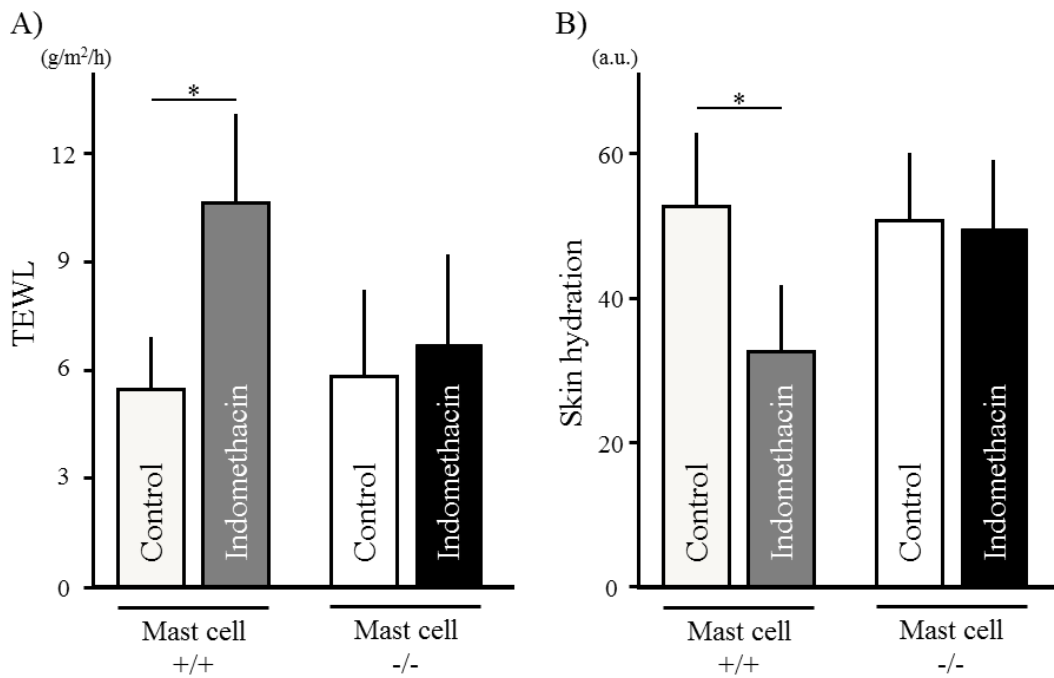 A)
(g/m²/h)
TEWL
12
9
6
3
0
*
Control
Indomethacin
Control
Indomethacin
Mast cell
+/+
Mast cell
-/-
B)
(a.u.)
Skin hydration
60
40
20
0
*
Control
Indomethacin
Control
Indomethacin
Mast cell
+/+
Mast cell
-/-